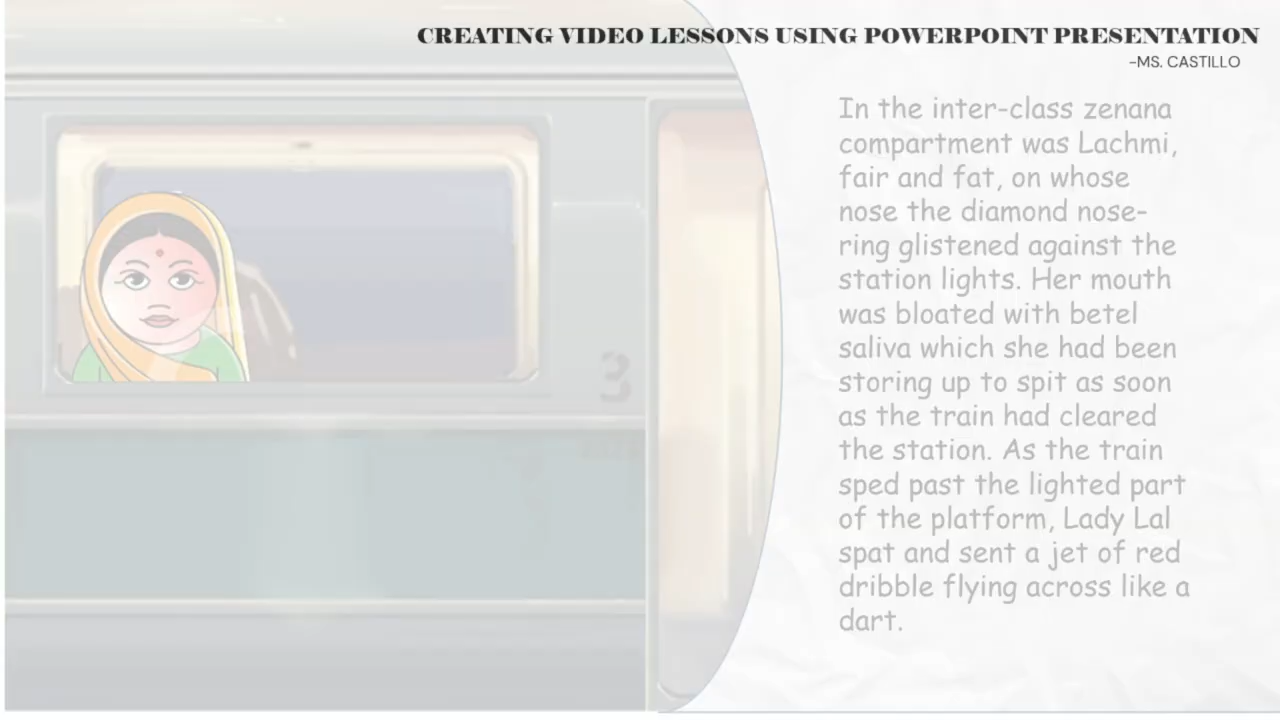 CREATING VIDEO LESSONS USING POWERPOINT PRESENTATION
-MS. CASTILLO
In the inter-class zenana
compartment was Lachmi,
fair and fat, on whose
nose the diamond nose-
ring glistened against the
station lights. Her mouth
was bloated with betel
saliva which she had been
storing up to spit as soon
as the train had cleared
the station. As the train
sped past the lighted part
of the platform, Lady Lal
spat and sent a jet of red
dribble flying across like a
dart.
3